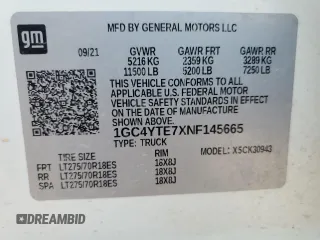 gm
MFD BY GENERAL MOTORS LLC
09/21 GVWR GAWR FRT GAWR RR
5216 KG 2359 KG 3289 KG
11500 LB 5200 LB 7250 LB
THIS VEHICLE CONFORMS TO ALL
APPLICABLE U.S. FEDERAL MOTOR
VEHICLE SAFETY STANDARDS IN EFFECT ON
THE DATE OF MANUFACTURE SHOWN ABOVE.
1GC4YTE7XNF145665
TYPE: TRUCK MODEL: X5CK30943
TIRE SIZE RIM
FRT LT275/70R18ES 18X8J
RR LT275/70R18ES 18X8J
SPA LT275/70R18ES 18X8J